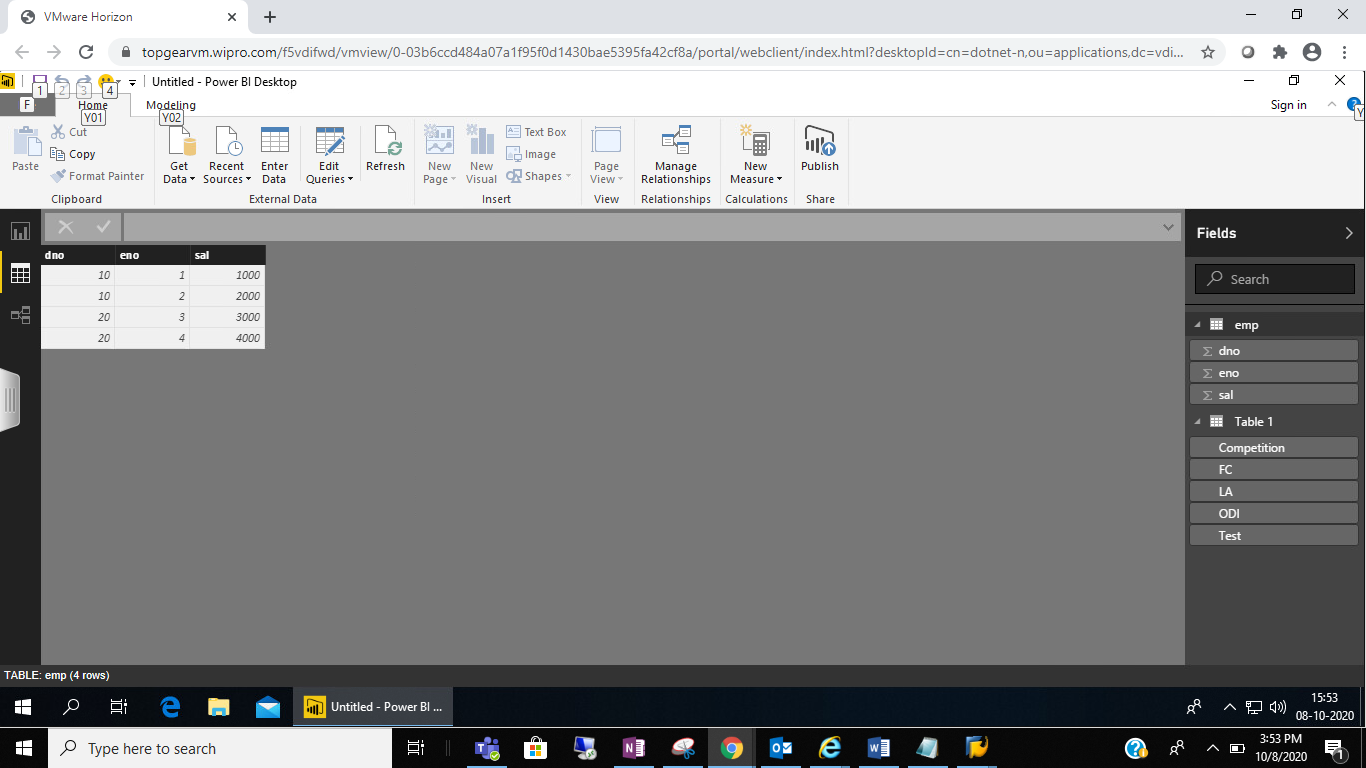 VMware Horizon
topgearvm.wipro.com/f5vdifwd/vmview/0-03b6ccd484a07a1f95f0d1430bae5395fa42cf8a/portal/webclient/index.html?desktopId=cn=dotnet-n,ou=applications,dc=vdi...
Untitled - Power BI Desktop
1 2 3 4
F Home Modeling Sign in ?
Y01 Y02 Y
Paste Cut
Copy
Format Painter
Get Data
Recent Sources
Enter Data
Edit Queries
Refresh
New Page
New Visual
Text Box
Image
Shapes
Page View
Manage Relationships
New Measure
Publish
Clipboard External Data Insert View Relationships Calculations Share
dno eno sal
10 1 1000
10 2 2000
20 3 3000
20 4 4000
Fields
Search
emp
Σ dno
Σ eno
Σ sal
Table 1
Competition
FC
LA
ODI
Test
TABLE: emp (4 rows)
Untitled - Power BI ...
15:53
08-10-2020
Type here to search
3:53 PM
10/8/2020
1